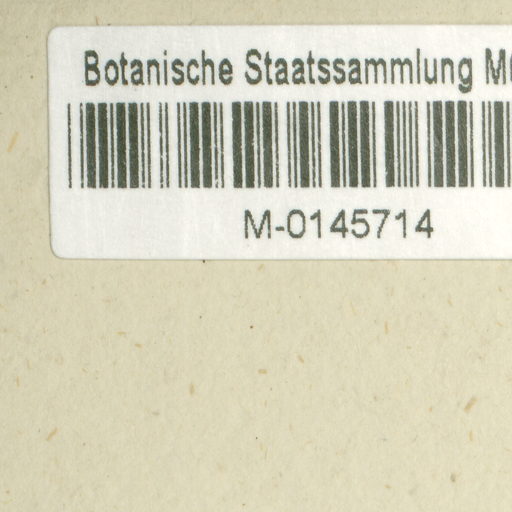 Botanische Staatssammlung
M-0145714